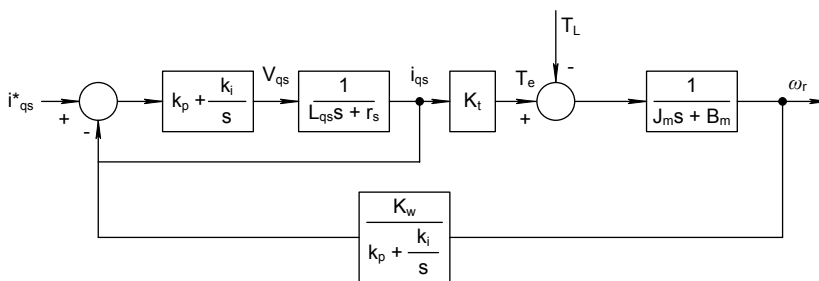 T_L
-
i*_qs
+
-
k_p + k_i/s
V_qs
1/(L_qs s + r_s)
i_qs
K_t
T_e
+
1/(J_m s + B_m)
ω_r
K_w/(k_p + k_i/s)